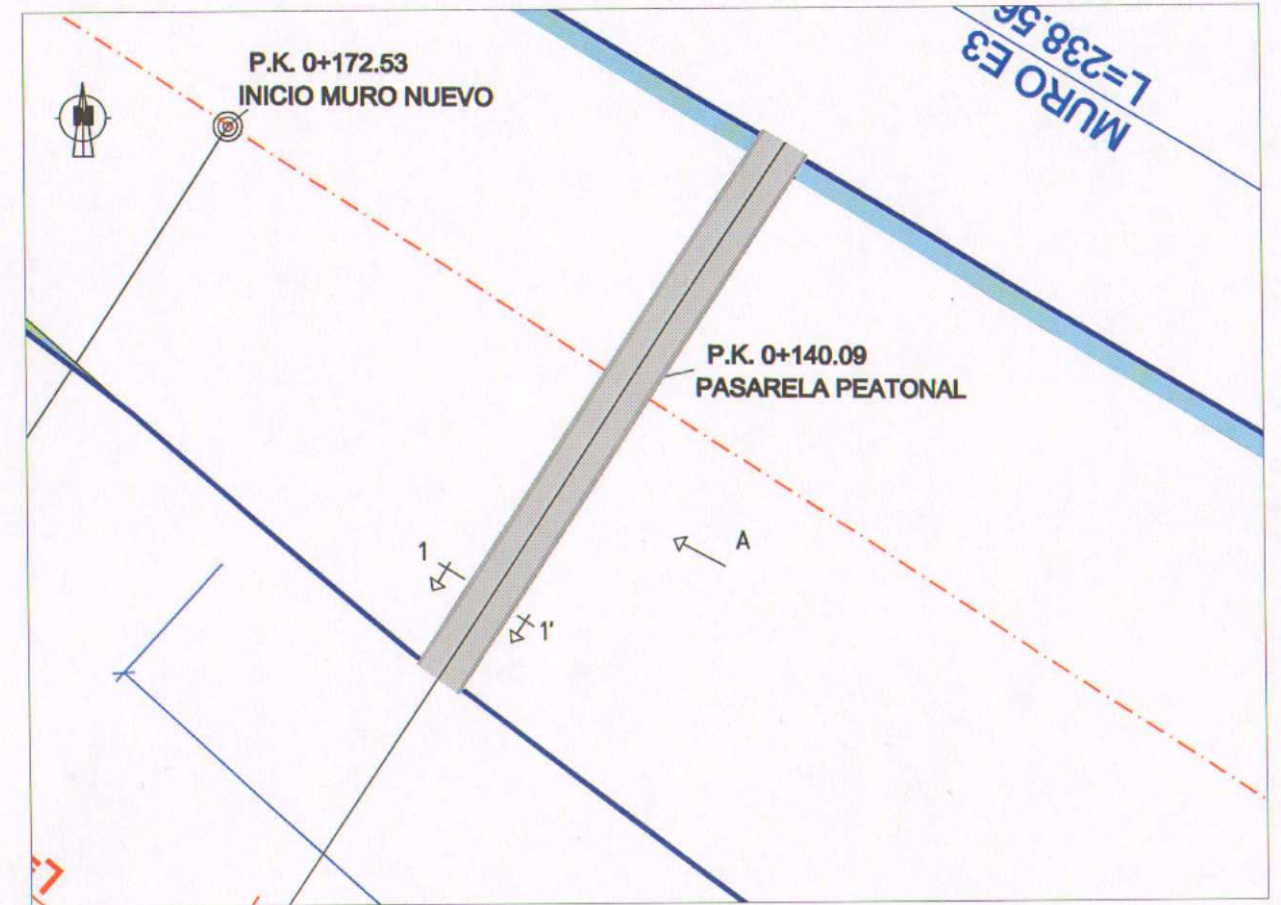 P.K. 0+172.53
INICIO MURO NUEVO
N
MURO E3
L=238.56
P.K. 0+140.09
PASARELA PEATONAL
A
1
1'